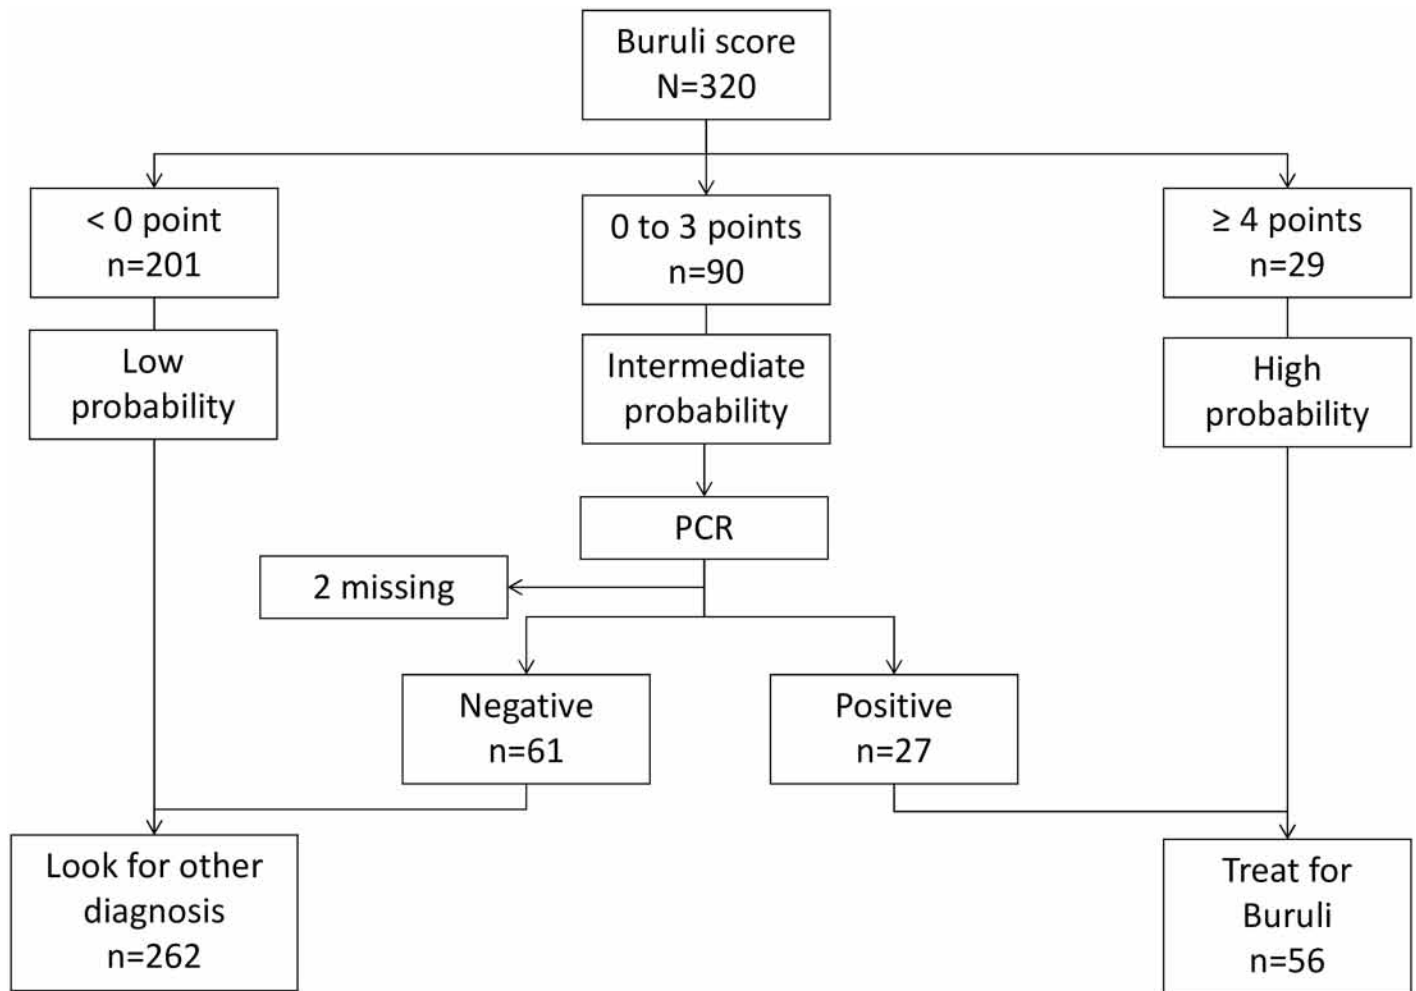 Buruli score
N=320
< 0 point
n=201
0 to 3 points
n=90
≥ 4 points
n=29
Low
probability
Intermediate
probability
High
probability
PCR
2 missing
Negative
n=61
Positive
n=27
Look for other
diagnosis
n=262
Treat for
Buruli
n=56